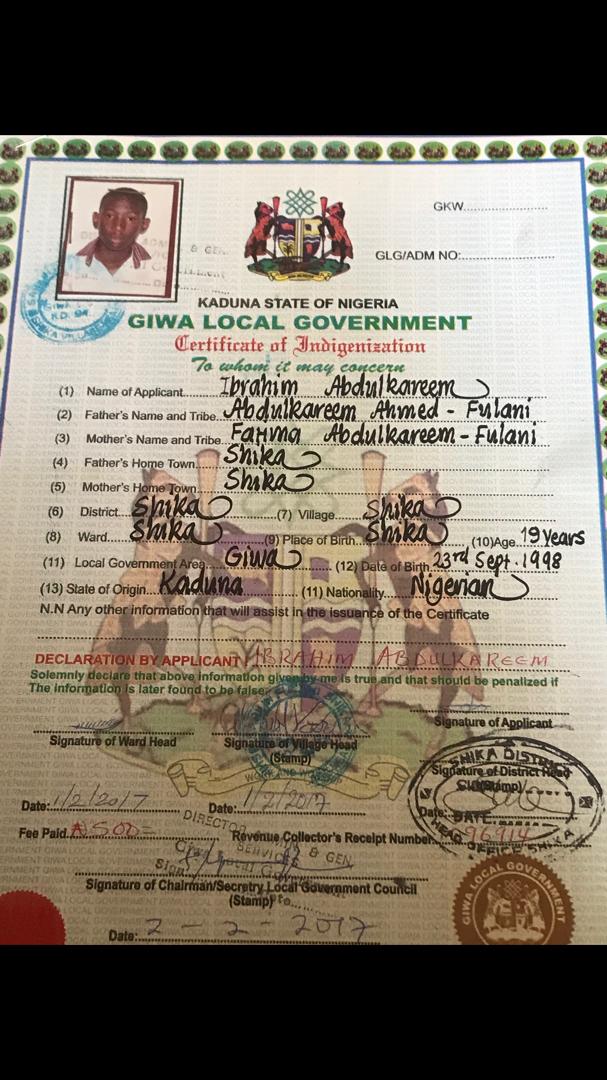 GKW
GLG/ADM NO:
KADUNA STATE OF NIGERIA
GIWA LOCAL GOVERNMENT
Certificate of Indigenization
To whom it may concern
(1) Name of Applicant Ibrahim Abdulkareem
(2) Father's Name and Tribe Abdulkareem Ahmed - Fulani
(3) Mother's Name and Tribe Fatima Abdulkareem - Fulani
(4) Father's Home Town Shika
(5) Mother's Home Town Shika
(6) District Shika (7) Village Shika
(8) Ward Shika (9) Place of Birth Shika (10) Age 19 Years
(11) Local Government Area Giwa (12) Date of Birth 23rd Sept. 1998
(13) State of Origin Kaduna (11) Nationality Nigerian
N.N Any other information that will assist in the issuance of the Certificate
DECLARATION BY APPLICANT IBRAHIM ABDULKAREEM
Solemnly declare that above information given by me is true and that should be penalized if
The information is later found to be false
Signature of Applicant
Signature of Ward Head
Signature of Village Head
(Stamp)
SHIKA DISTRICT
Signature of District Head
(Stamp)
Date: 1/2/2017 Date: 1/2/2017 Date:
DATE
HEAD OFFICE SHIKA
Fee Paid ₦500= Revenue Collector's Receipt Number 96914
Signature of Chairman/Secretry Local Government Council
(Stamp)
Date: 2 - 2 - 2017
GIWA LOCAL GOVERNMENT